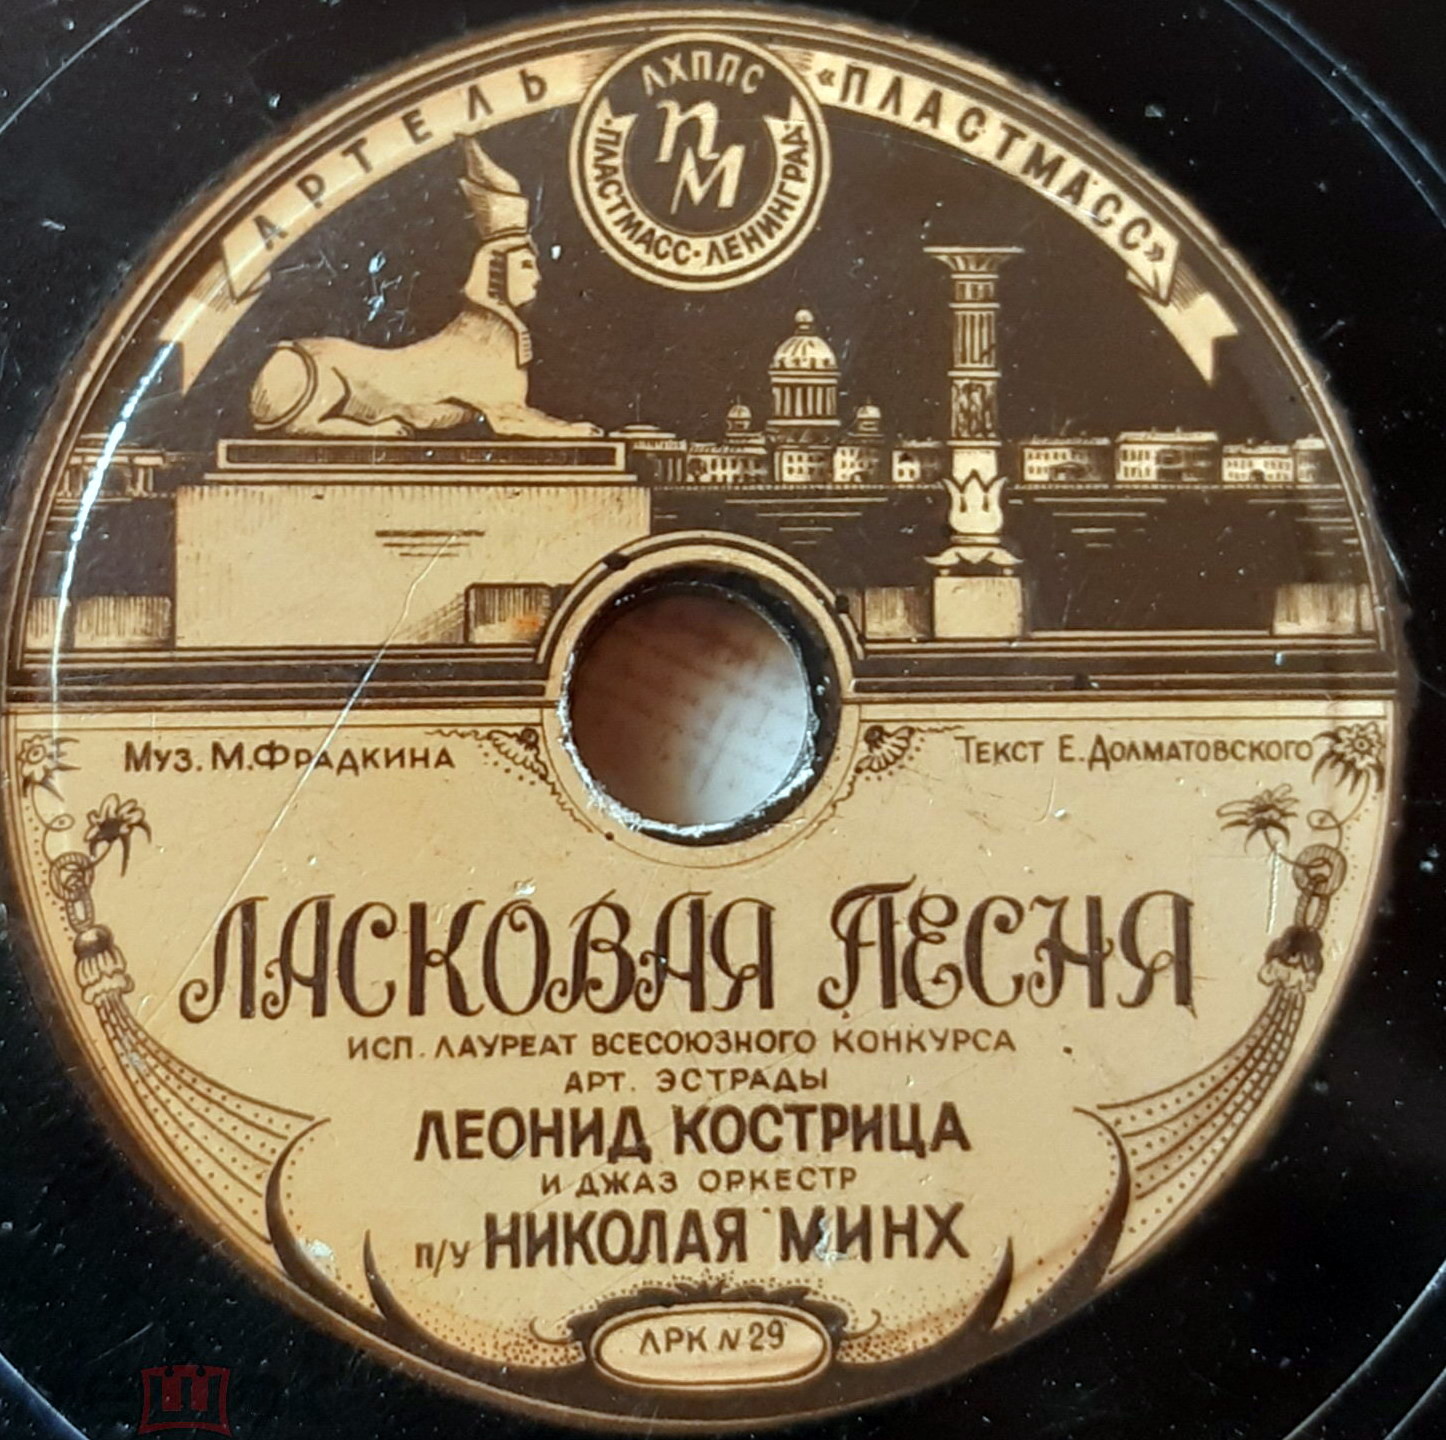 АРТЕЛЬ «ПЛАСТМАСС»
ЛХППС
ПМ
ПЛАСТМАСС·ЛЕНИНГРАД
Муз. М.Фрадкина
Текст Е.Долматовского
ЛАСКОВАЯ ПЕСНЯ
ИСП. ЛАУРЕАТ ВСЕСОЮЗНОГО КОНКУРСА
АРТ. ЭСТРАДЫ
ЛЕОНИД КОСТРИЦА
И ДЖАЗ ОРКЕСТР
П/У НИКОЛАЯ МИНХ
ЛРК N 29